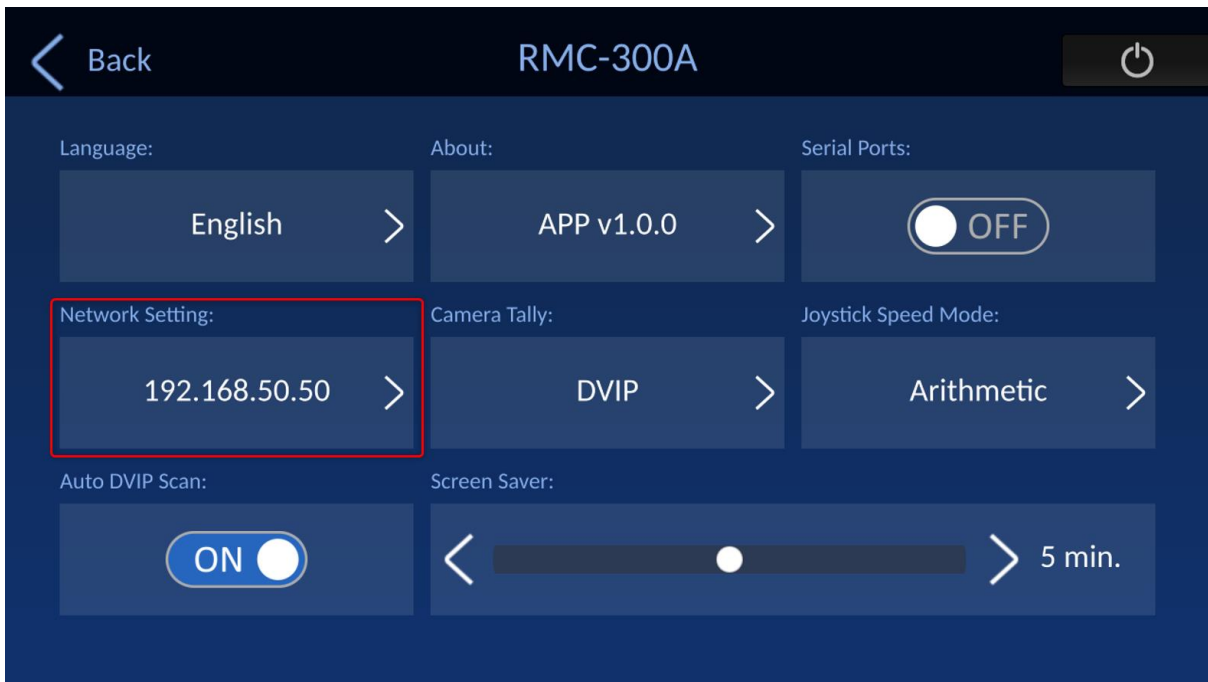 Back
RMC-300A
Language:
About:
Serial Ports:
English
APP v1.0.0
OFF
Network Setting:
Camera Tally:
Joystick Speed Mode:
192.168.50.50
DVIP
Arithmetic
Auto DVIP Scan:
Screen Saver:
ON
5 min.